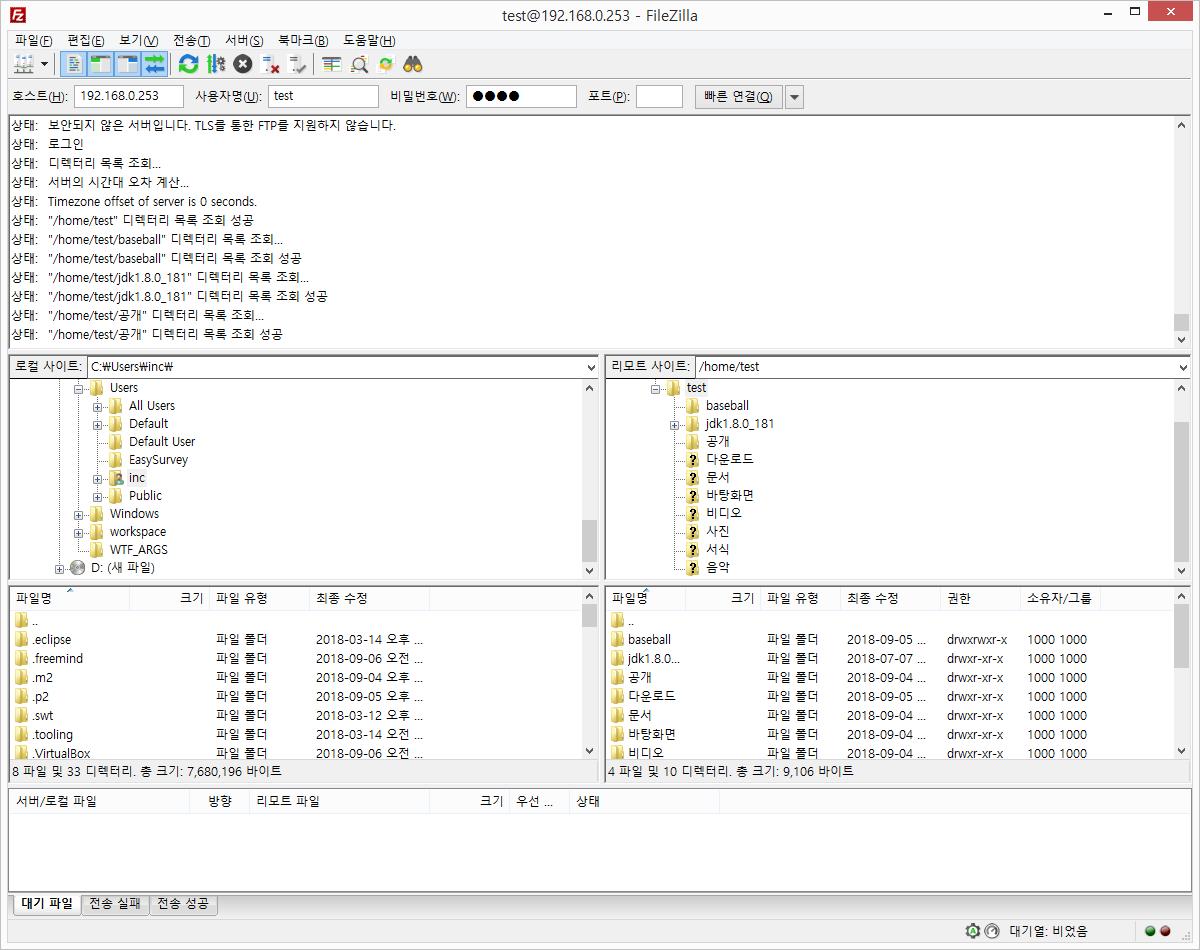 test@192.168.0.253 - FileZilla
파일(F) 편집(E) 보기(V) 전송(T) 서버(S) 북마크(B) 도움말(H)
호스트(H): 192.168.0.253 사용자명(U): test 비밀번호(W): ●●●● 포트(P): 빠른 연결(Q)
상태: 보안되지 않은 서버입니다. TLS를 통한 FTP를 지원하지 않습니다.
상태: 로그인
상태: 디렉터리 목록 조회...
상태: 서버의 시간대 오차 계산...
상태: Timezone offset of server is 0 seconds.
상태: "/home/test" 디렉터리 목록 조회 성공
상태: "/home/test/baseball" 디렉터리 목록 조회...
상태: "/home/test/baseball" 디렉터리 목록 조회 성공
상태: "/home/test/jdk1.8.0_181" 디렉터리 목록 조회...
상태: "/home/test/jdk1.8.0_181" 디렉터리 목록 조회 성공
상태: "/home/test/공개" 디렉터리 목록 조회...
상태: "/home/test/공개" 디렉터리 목록 조회 성공
로컬 사이트: C:₩Users₩inc₩
Users
All Users
Default
Default User
EasySurvey
inc
Public
Windows
workspace
WTF_ARGS
D: (새 파일)
리모트 사이트: /home/test
test
baseball
jdk1.8.0_181
공개
다운로드
문서
바탕화면
비디오
사진
서식
음악
파일명 크기 파일 유형 최종 수정
..
.eclipse 파일 폴더 2018-03-14 오후 ...
.freemind 파일 폴더 2018-09-06 오전 ...
.m2 파일 폴더 2018-09-04 오후 ...
.p2 파일 폴더 2018-09-05 오후 ...
.swt 파일 폴더 2018-03-12 오후 ...
.tooling 파일 폴더 2018-03-14 오후 ...
.VirtualBox 파일 폴더 2018-09-06 오전 ...
8 파일 및 33 디렉터리. 총 크기: 7,680,196 바이트
파일명 크기 파일 유형 최종 수정 권한 소유자/그룹
..
baseball 파일 폴더 2018-09-05 ... drwxrwxr-x 1000 1000
jdk1.8.0... 파일 폴더 2018-07-07 ... drwxr-xr-x 1000 1000
공개 파일 폴더 2018-09-04 ... drwxr-xr-x 1000 1000
다운로드 파일 폴더 2018-09-05 ... drwxr-xr-x 1000 1000
문서 파일 폴더 2018-09-04 ... drwxr-xr-x 1000 1000
바탕화면 파일 폴더 2018-09-04 ... drwxr-xr-x 1000 1000
비디오 파일 폴더 2018-09-04 ... drwxr-xr-x 1000 1000
4 파일 및 10 디렉터리. 총 크기: 9,106 바이트
서버/로컬 파일 방향 리모트 파일 크기 우선 ... 상태
대기 파일 전송 실패 전송 성공
대기열: 비었음